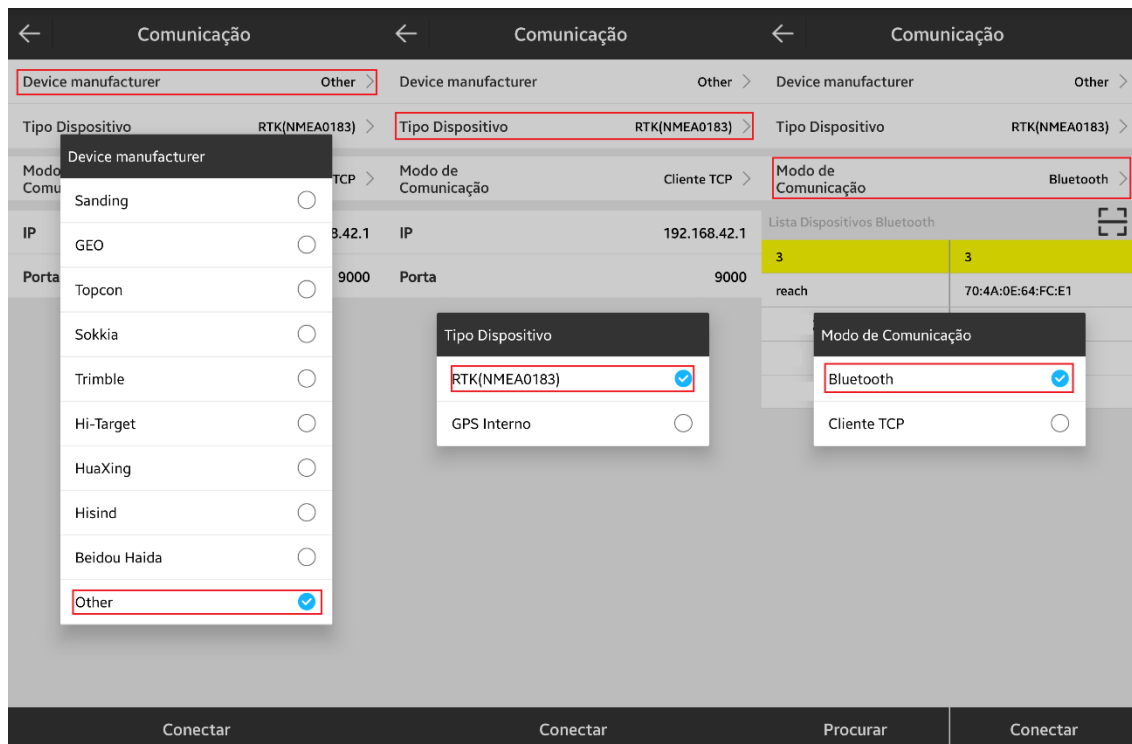 Comunicação
Device manufacturer
Other
Tipo Dispositivo
RTK(NMEA0183)
Modo
Comu
TCP
IP
3.42.1
Porta
9000
Device manufacturer
Sanding
GEO
Topcon
Sokkia
Trimble
Hi-Target
HuaXing
Hisind
Beidou Haida
Other
Conectar
Comunicação
Device manufacturer
Other
Tipo Dispositivo
RTK(NMEA0183)
Modo de
Comunicação
Cliente TCP
IP
192.168.42.1
Porta
9000
Tipo Dispositivo
RTK(NMEA0183)
GPS Interno
Conectar
Comunicação
Device manufacturer
Other
Tipo Dispositivo
RTK(NMEA0183)
Modo de
Comunicação
Bluetooth
Lista Dispositivos Bluetooth
3
3
reach
70:4A:0E:64:FC:E1
Modo de Comunicação
Bluetooth
Cliente TCP
Procurar
Conectar